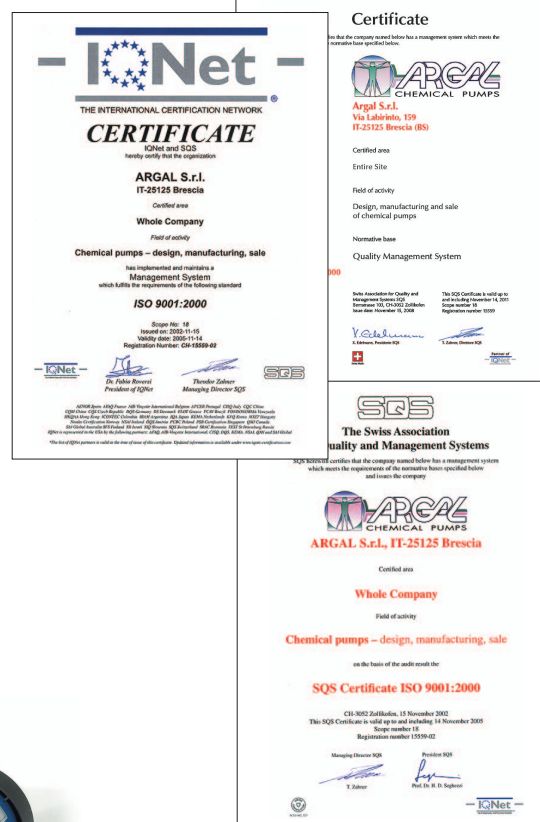 IQNet
®
THE INTERNATIONAL CERTIFICATION NETWORK
CERTIFICATE
IQNet and SQS
hereby certify that the organization
ARGAL S.r.l.
IT-25125 Brescia
Certified area
Whole Company
Field of activity
Chemical pumps – design, manufacturing, sale
has implemented and maintains a
Management System
which fulfills the requirements of the following standard
ISO 9001:2000
Scope No: 18
Issued on: 2002-11-15
Validity date: 2005-11-14
Registration Number: CH-15559-02
IQNet
SQS
Dr. Fabio Roversi
President of IQNet
Theodor Zahner
Managing Director SQS
Certificate
that the company named below has a management system which meets the
normative base specified below.
ARGAL
CHEMICAL PUMPS
Argal S.r.l.
Via Labirinto, 159
IT-25125 Brescia (BS)
Certified area
Entire Site
Field of activity
Design, manufacturing and sale
of chemical pumps
Normative base
Quality Management System
000
Swiss Association for Quality and
Management Systems SQS
Bernstrasse 103, CH-3052 Zollikofen
Issue date: November 15, 2008
This SQS Certificate is valid up to
and including November 14, 2011
Scope number 18
Registration number 15559
X. Edelmann, Presidente SQS
T. Zahner, Direttore SQS
Partner of
IQNet
SQS
The Swiss Association
uality and Management Systems
SQS herewith certifies that the company named below has a management system
which meets the requirements of the normative bases specified below
and issues the company
ARGAL
CHEMICAL PUMPS
ARGAL S.r.l., IT-25125 Brescia
Certified area
Whole Company
Field of activity
Chemical pumps – design, manufacturing, sale
on the basis of the audit result the
SQS Certificate ISO 9001:2000
CH-3052 Zollikofen, 15 November 2002
This SQS Certificate is valid up to and including 14 November 2005
Scope number 18
Registration number 15559-02
Managing Director SQS
President SQS
T. Zahner
Prof. Dr. H. D. Seghezzi
IQNet